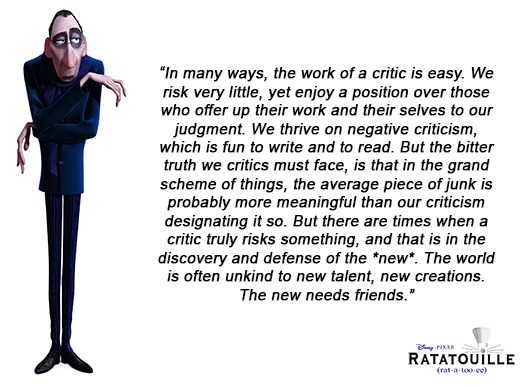 “In many ways, the work of a critic is easy. We
risk very little, yet enjoy a position over those
who offer up their work and their selves to our
judgment. We thrive on negative criticism,
which is fun to write and to read. But the bitter
truth we critics must face, is that in the grand
scheme of things, the average piece of junk is
probably more meaningful than our criticism
designating it so. But there are times when a
critic truly risks something, and that is in the
discovery and defense of the *new*. The world
is often unkind to new talent, new creations.
The new needs friends.”
Disney·PIXAR
RATATOUILLE
(rat·a·too·ee)